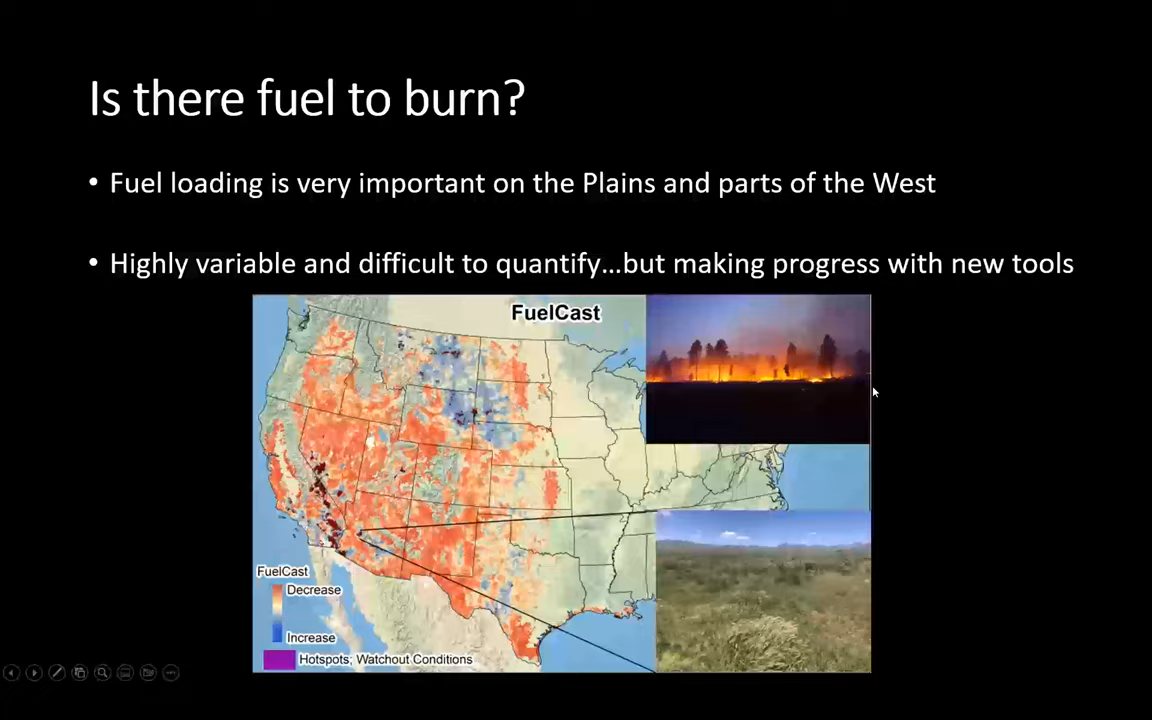 Is there fuel to burn?
• Fuel loading is very important on the Plains and parts of the West
• Highly variable and difficult to quantify…but making progress with new tools
FuelCast
FuelCast
Decrease
Increase
Hotspots; Watchout Conditions